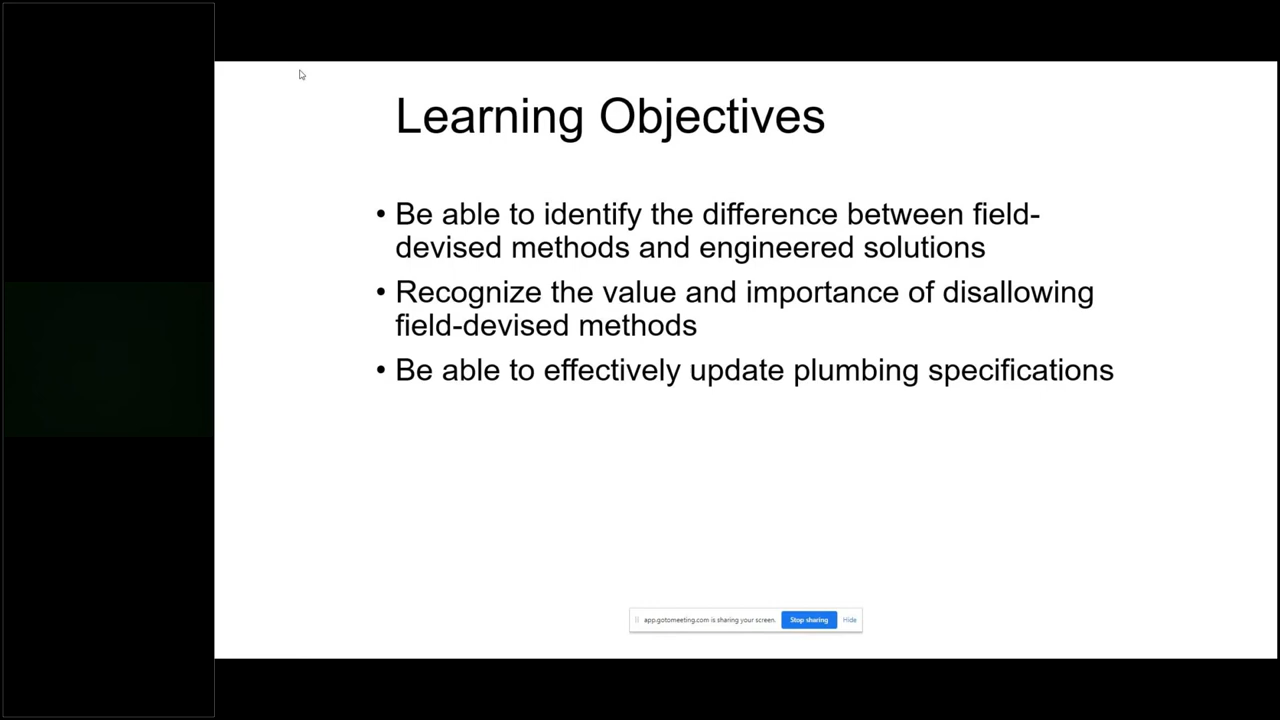 Learning Objectives
• Be able to identify the difference between field-
devised methods and engineered solutions
• Recognize the value and importance of disallowing
field-devised methods
• Be able to effectively update plumbing specifications
app.gotomeeting.com is sharing your screen. Stop sharing Hide